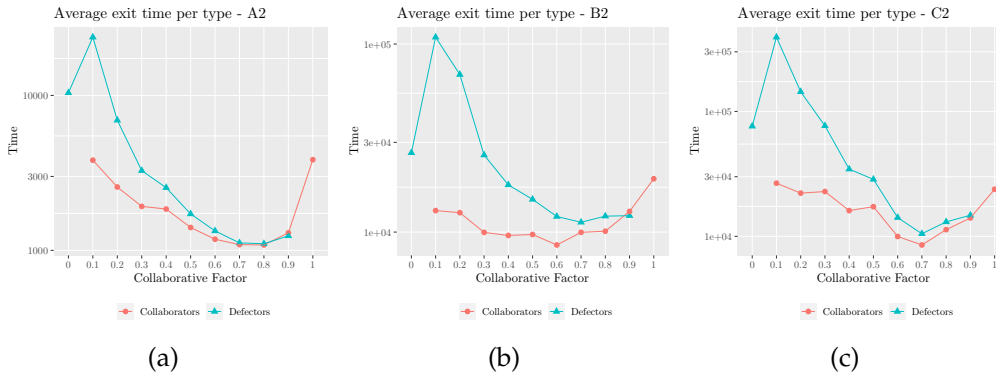 Average exit time per type - A2
10000
3000
1000
Time
0 0.1 0.2 0.3 0.4 0.5 0.6 0.7 0.8 0.9 1
Collaborative Factor
Collaborators Defectors
(a)
Average exit time per type - B2
1e+05
3e+04
1e+04
Time
0 0.1 0.2 0.3 0.4 0.5 0.6 0.7 0.8 0.9 1
Collaborative Factor
Collaborators Defectors
(b)
Average exit time per type - C2
3e+05
1e+05
3e+04
1e+04
Time
0 0.1 0.2 0.3 0.4 0.5 0.6 0.7 0.8 0.9 1
Collaborative Factor
Collaborators Defectors
(c)